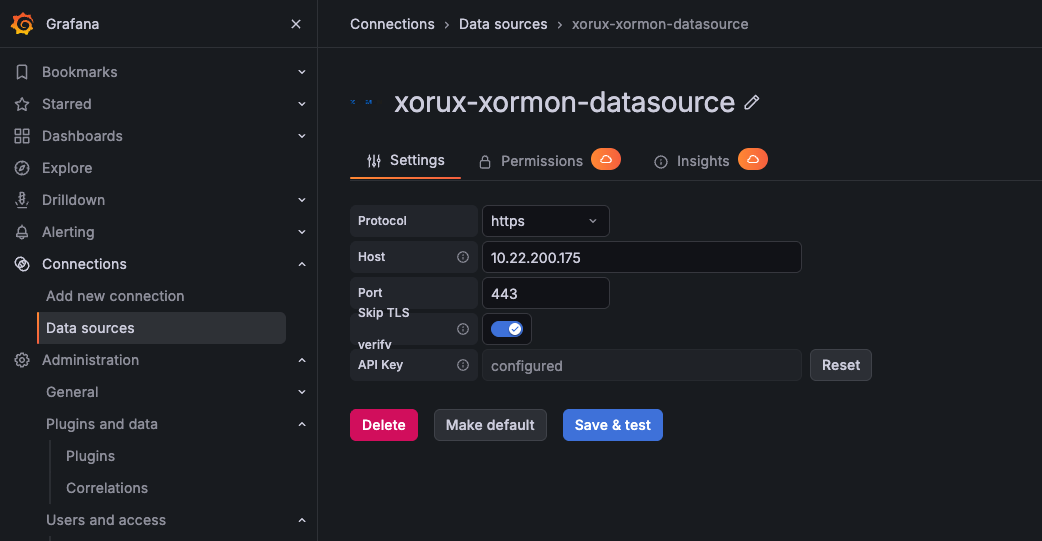 Grafana
Connections › Data sources › xorux-xormon-datasource
Bookmarks
Starred
Dashboards
Explore
Drilldown
Alerting
Connections
Add new connection
Data sources
Administration
General
Plugins and data
Plugins
Correlations
Users and access
xorux-xormon-datasource
Settings
Permissions
Insights
Protocol
https
Host
10.22.200.175
Port
443
Skip TLS
verify
API Key
configured
Reset
Delete
Make default
Save & test